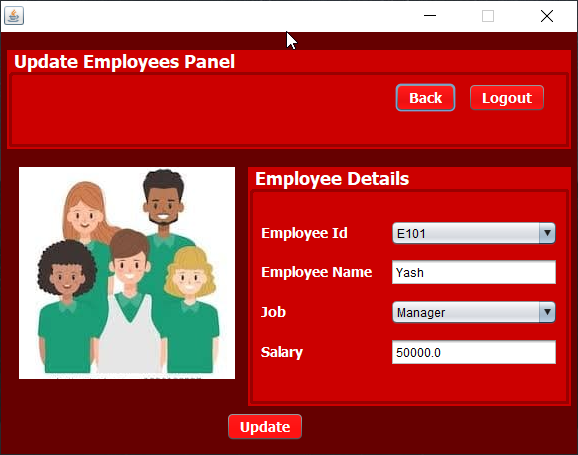 Update Employees Panel
Back Logout
Employee Details
Employee Id E101
Employee Name Yash
Job Manager
Salary 50000.0
Update